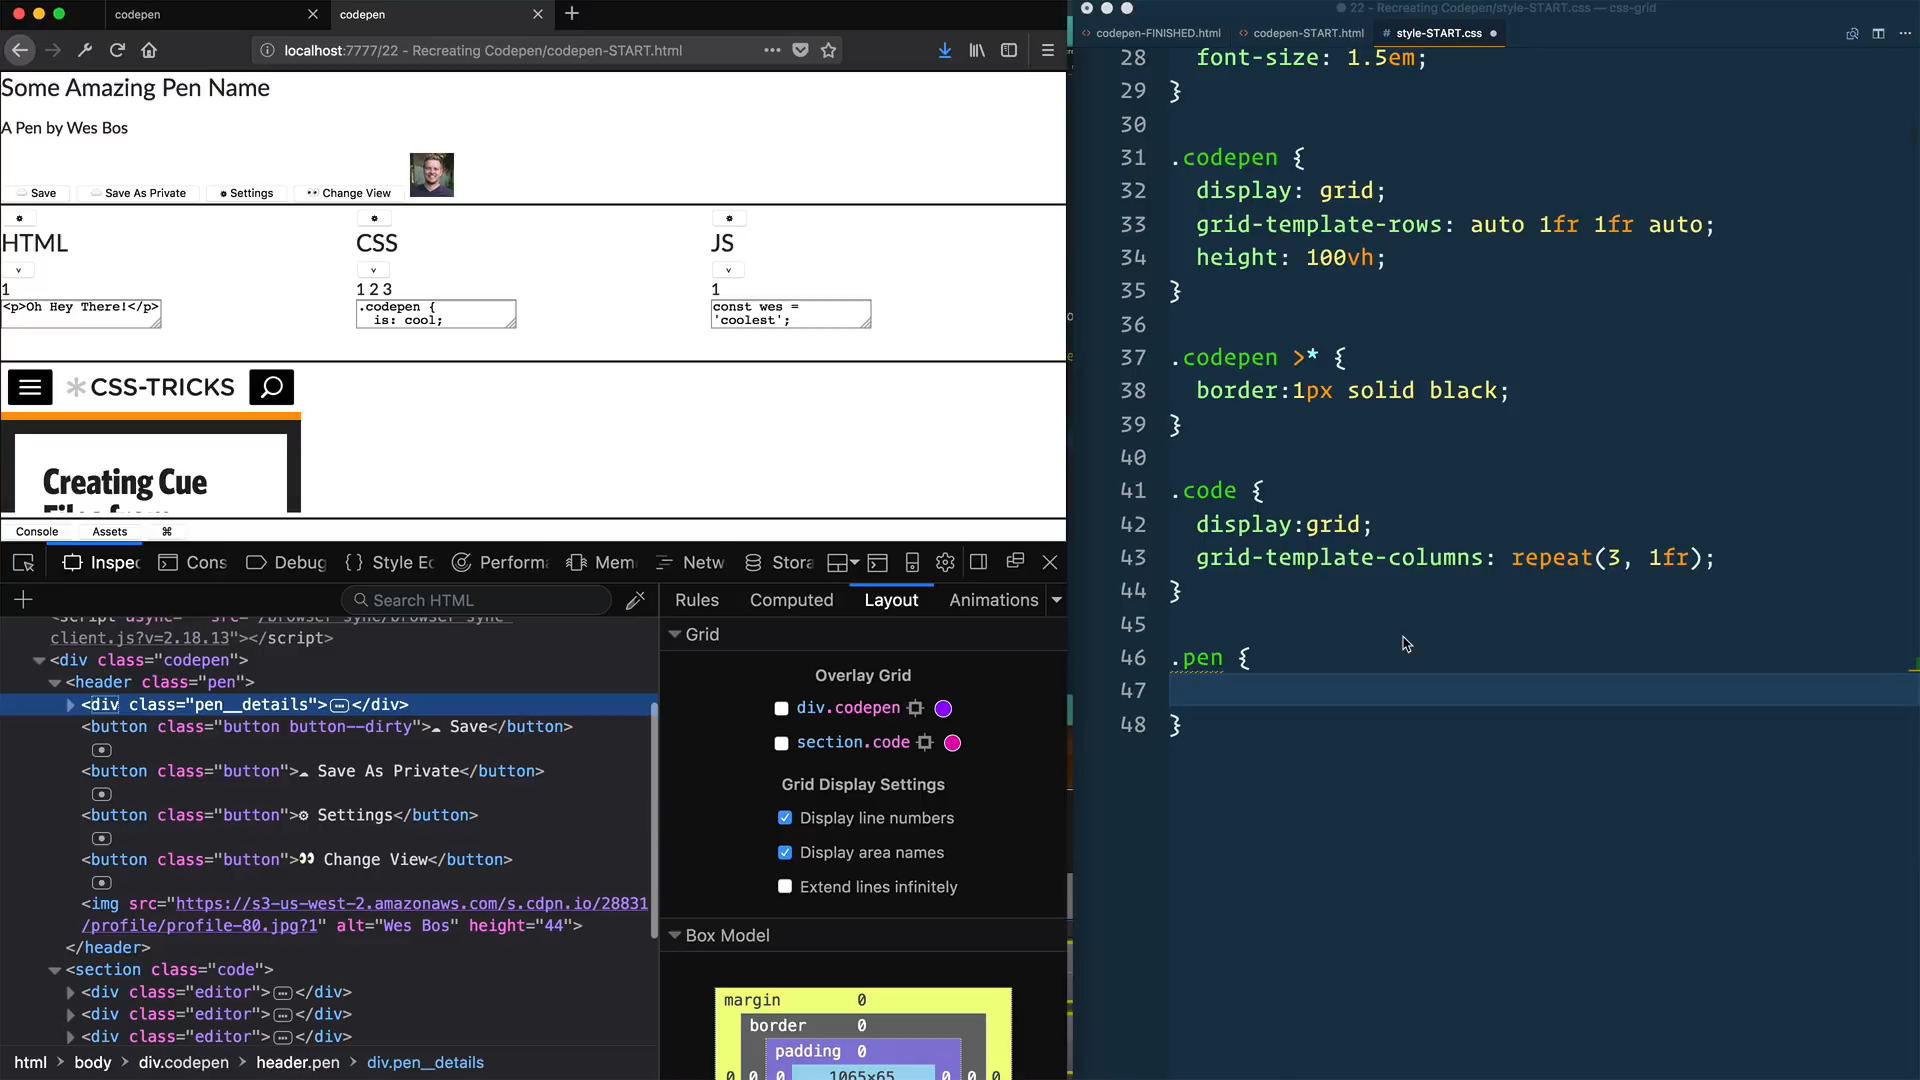 codepen
codepen
localhost:7777/22 - Recreating Codepen/codepen-START.html
Some Amazing Pen Name
A Pen by Wes Bos
Save
Save As Private
Settings
Change View
HTML
CSS
JS
v
v
v
1
1 2 3
1
<p>Oh Hey There!</p>
.codepen {
is: cool;
const wes =
'coolest';
CSS-TRICKS
Creating Cue
Files from
Console
Assets
⌘
Inspec
Cons
Debug
Style Ec
Performa
Mem
Netw
Stora
Search HTML
client.js?v=2.18.13"></script>
<div class="codepen">
<header class="pen">
<div class="pen__details"></div>
<button class="button button--dirty">☁ Save</button>
<button class="button">☁ Save As Private</button>
<button class="button">⚙ Settings</button>
<button class="button">👀 Change View</button>
<img src="https://s3-us-west-2.amazonaws.com/s.cdpn.io/28831
/profile/profile-80.jpg?1" alt="Wes Bos" height="44">
</header>
<section class="code">
<div class="editor"></div>
<div class="editor"></div>
<div class="editor"></div>
html > body > div.codepen > header.pen > div.pen__details
Rules
Computed
Layout
Animations
Grid
Overlay Grid
div.codepen
section.code
Grid Display Settings
Display line numbers
Display area names
Extend lines infinitely
Box Model
margin 0
border 0
padding 0
0 0 0 1065×65 0 0 0
22 - Recreating Codepen/style-START.css — css-grid
codepen-FINISHED.html
codepen-START.html
# style-START.css
28 font-size: 1.5em;
29 }
30
31 .codepen {
32 display: grid;
33 grid-template-rows: auto 1fr 1fr auto;
34 height: 100vh;
35 }
36
37 .codepen >* {
38 border:1px solid black;
39 }
40
41 .code {
42 display:grid;
43 grid-template-columns: repeat(3, 1fr);
44 }
45
46 .pen {
47
48 }